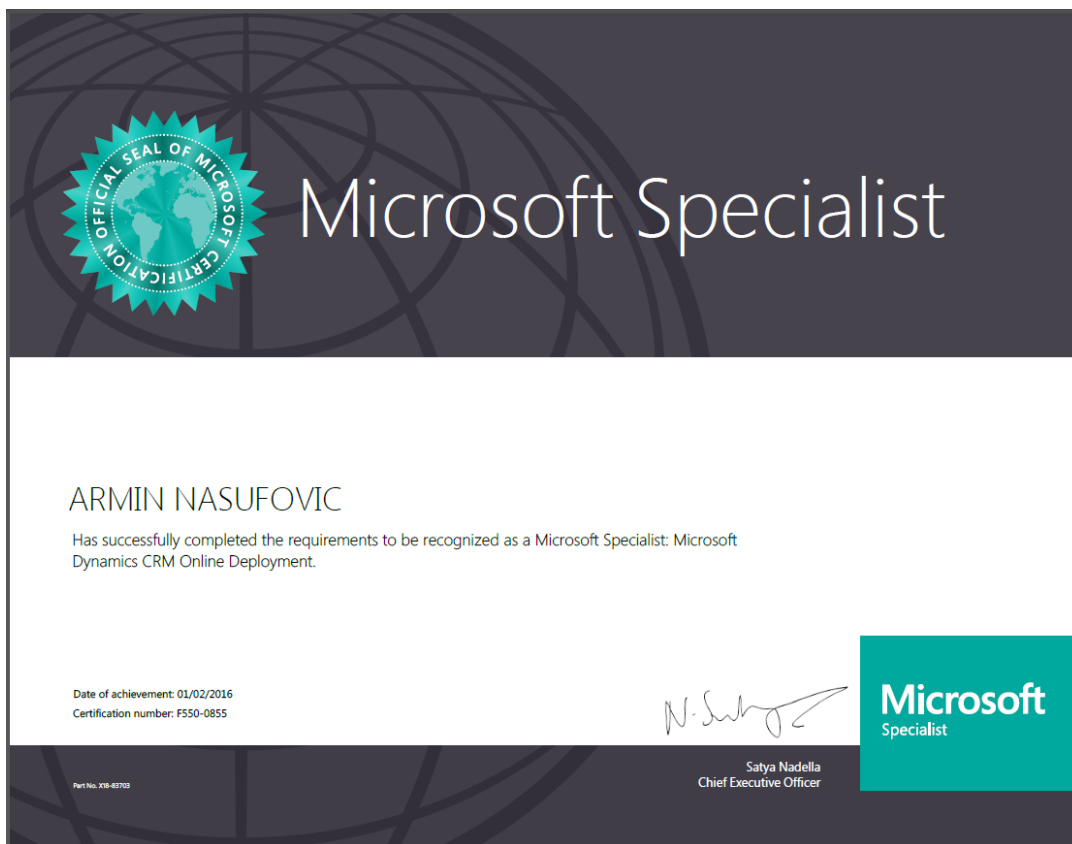 OFFICIAL SEAL OF MICROSOFT CERTIFICATION
Microsoft Specialist
ARMIN NASUFOVIC
Has successfully completed the requirements to be recognized as a Microsoft Specialist: Microsoft
Dynamics CRM Online Deployment.
Date of achievement: 01/02/2016
Certification number: F550-0855
Microsoft
Specialist
Satya Nadella
Chief Executive Officer
Part No. X18-83703